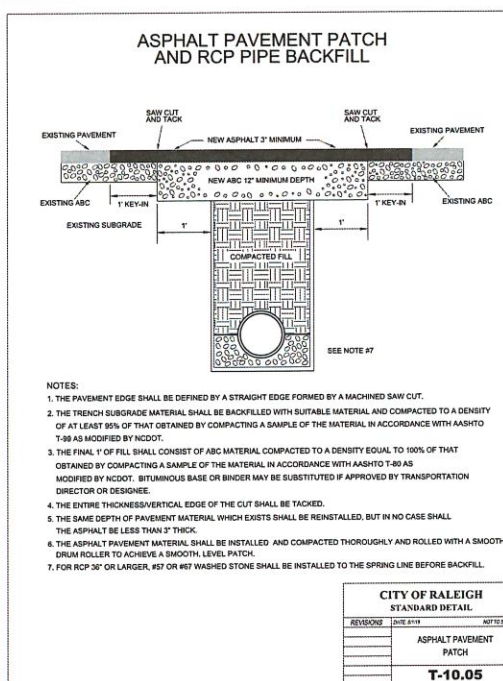 ASPHALT PAVEMENT PATCH
AND RCP PIPE BACKFILL
SAW CUT
AND TACK
SAW CUT
AND TACK
EXISTING PAVEMENT
NEW ASPHALT 3" MINIMUM
EXISTING PAVEMENT
NEW ABC 12" MINIMUM DEPTH
EXISTING ABC
1' KEY-IN
1' KEY-IN
EXISTING ABC
EXISTING SUBGRADE
1'
1'
COMPACTED FILL
SEE NOTE #7
NOTES:
1. THE PAVEMENT EDGE SHALL BE DEFINED BY A STRAIGHT EDGE FORMED BY A MACHINED SAW CUT.
2. THE TRENCH SUBGRADE MATERIAL SHALL BE BACKFILLED WITH SUITABLE MATERIAL AND COMPACTED TO A DENSITY
OF AT LEAST 95% OF THAT OBTAINED BY COMPACTING A SAMPLE OF THE MATERIAL IN ACCORDANCE WITH AASHTO
T-99 AS MODIFIED BY NCDOT.
3. THE FINAL 1' OF FILL SHALL CONSIST OF ABC MATERIAL COMPACTED TO A DENSITY EQUAL TO 100% OF THAT
OBTAINED BY COMPACTING A SAMPLE OF THE MATERIAL IN ACCORDANCE WITH AASHTO T-80 AS
MODIFIED BY NCDOT. BITUMINOUS BASE OR BINDER MAY BE SUBSTITUTED IF APPROVED BY TRANSPORTATION
DIRECTOR OR DESIGNEE.
4. THE ENTIRE THICKNESS/VERTICAL EDGE OF THE CUT SHALL BE TACKED.
5. THE SAME DEPTH OF PAVEMENT MATERIAL WHICH EXISTS SHALL BE REINSTALLED, BUT IN NO CASE SHALL
THE ASPHALT BE LESS THAN 3" THICK.
6. THE ASPHALT PAVEMENT MATERIAL SHALL BE INSTALLED AND COMPACTED THOROUGHLY AND ROLLED WITH A SMOOTH
DRUM ROLLER TO ACHIEVE A SMOOTH, LEVEL PATCH.
7. FOR RCP 36" OR LARGER, #57 OR #67 WASHED STONE SHALL BE INSTALLED TO THE SPRING LINE BEFORE BACKFILL.
CITY OF RALEIGH
STANDARD DETAIL
REVISIONS DATE: NOT TO
ASPHALT PAVEMENT
PATCH
T-10.05